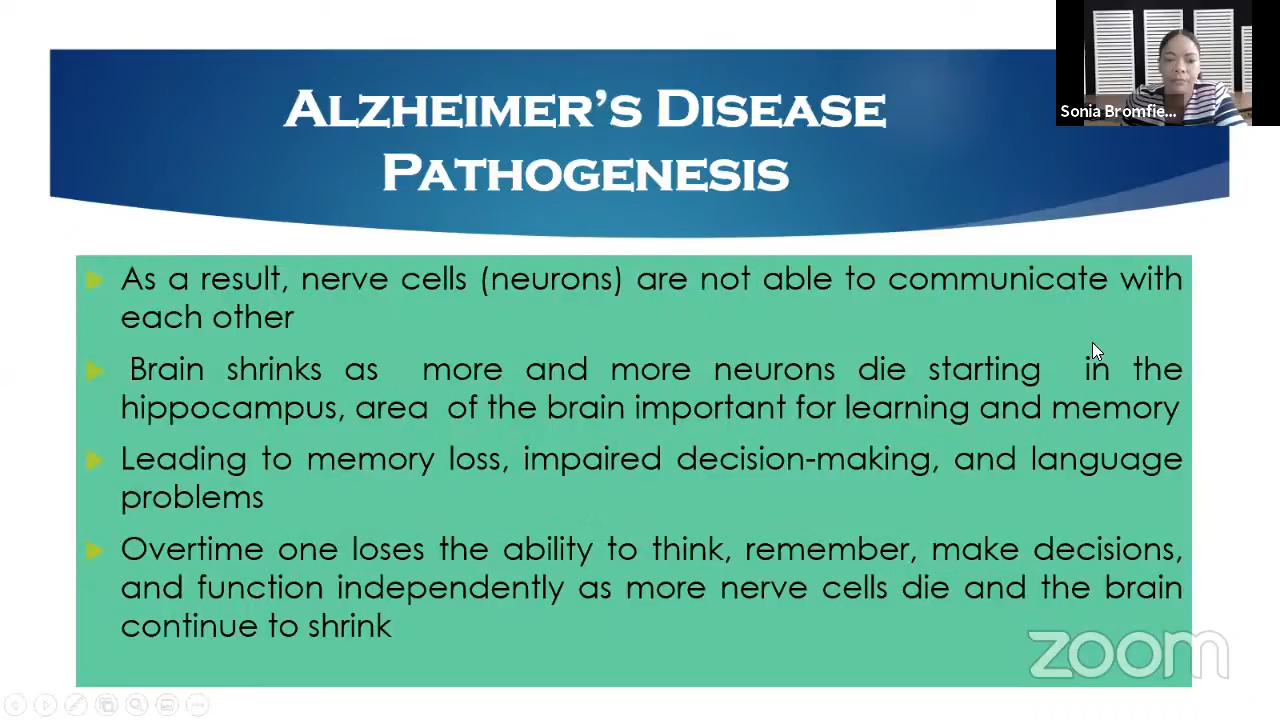 ALZHEIMER'S DISEASE
PATHOGENESIS
Sonia Bromfie...
As a result, nerve cells (neurons) are not able to communicate with
each other
Brain shrinks as more and more neurons die starting in the
hippocampus, area of the brain important for learning and memory
Leading to memory loss, impaired decision-making, and language
problems
Overtime one loses the ability to think, remember, make decisions,
and function independently as more nerve cells die and the brain
continue to shrink
zoom